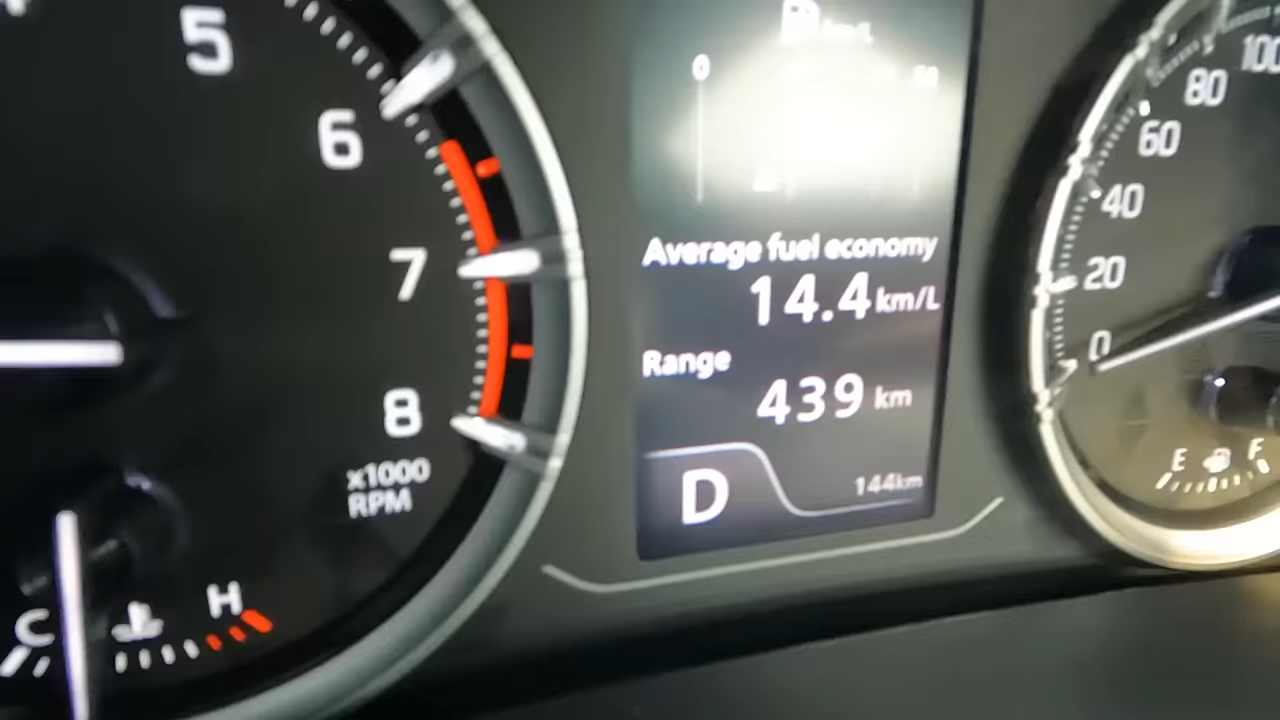 5
6
7
8
x1000
RPM
C
H
0
Average fuel economy
14.4 km/L
Range
439 km
D
144km
100
80
60
40
20
0
E
F